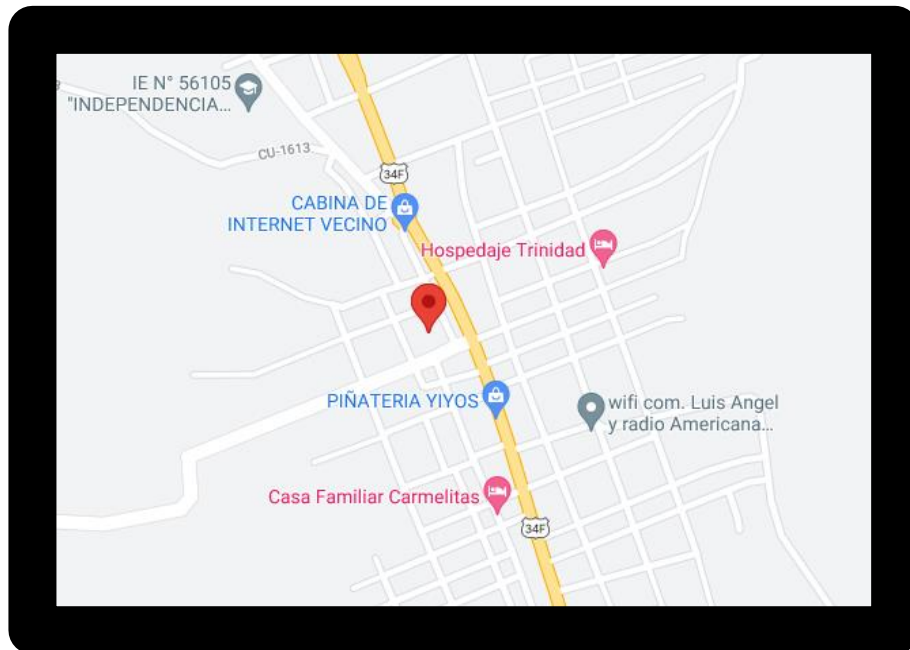 IE N° 56105
"INDEPENDENCIA...
CU-1613
34F
CABINA DE
INTERNET VECINO
Hospedaje Trinidad
PIÑATERIA YIYOS
wifi com. Luis Angel
y radio Americana...
Casa Familiar Carmelitas
34F